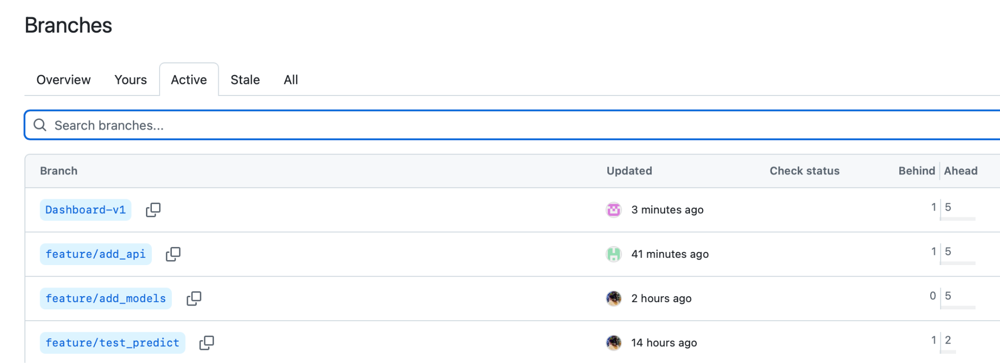 Branches
Overview Yours Active Stale All
Search branches...
Branch Updated Check status Behind Ahead
Dashboard-v1 3 minutes ago 1 5
feature/add_api 41 minutes ago 1 5
feature/add_models 2 hours ago 0 5
feature/test_predict 14 hours ago 1 2